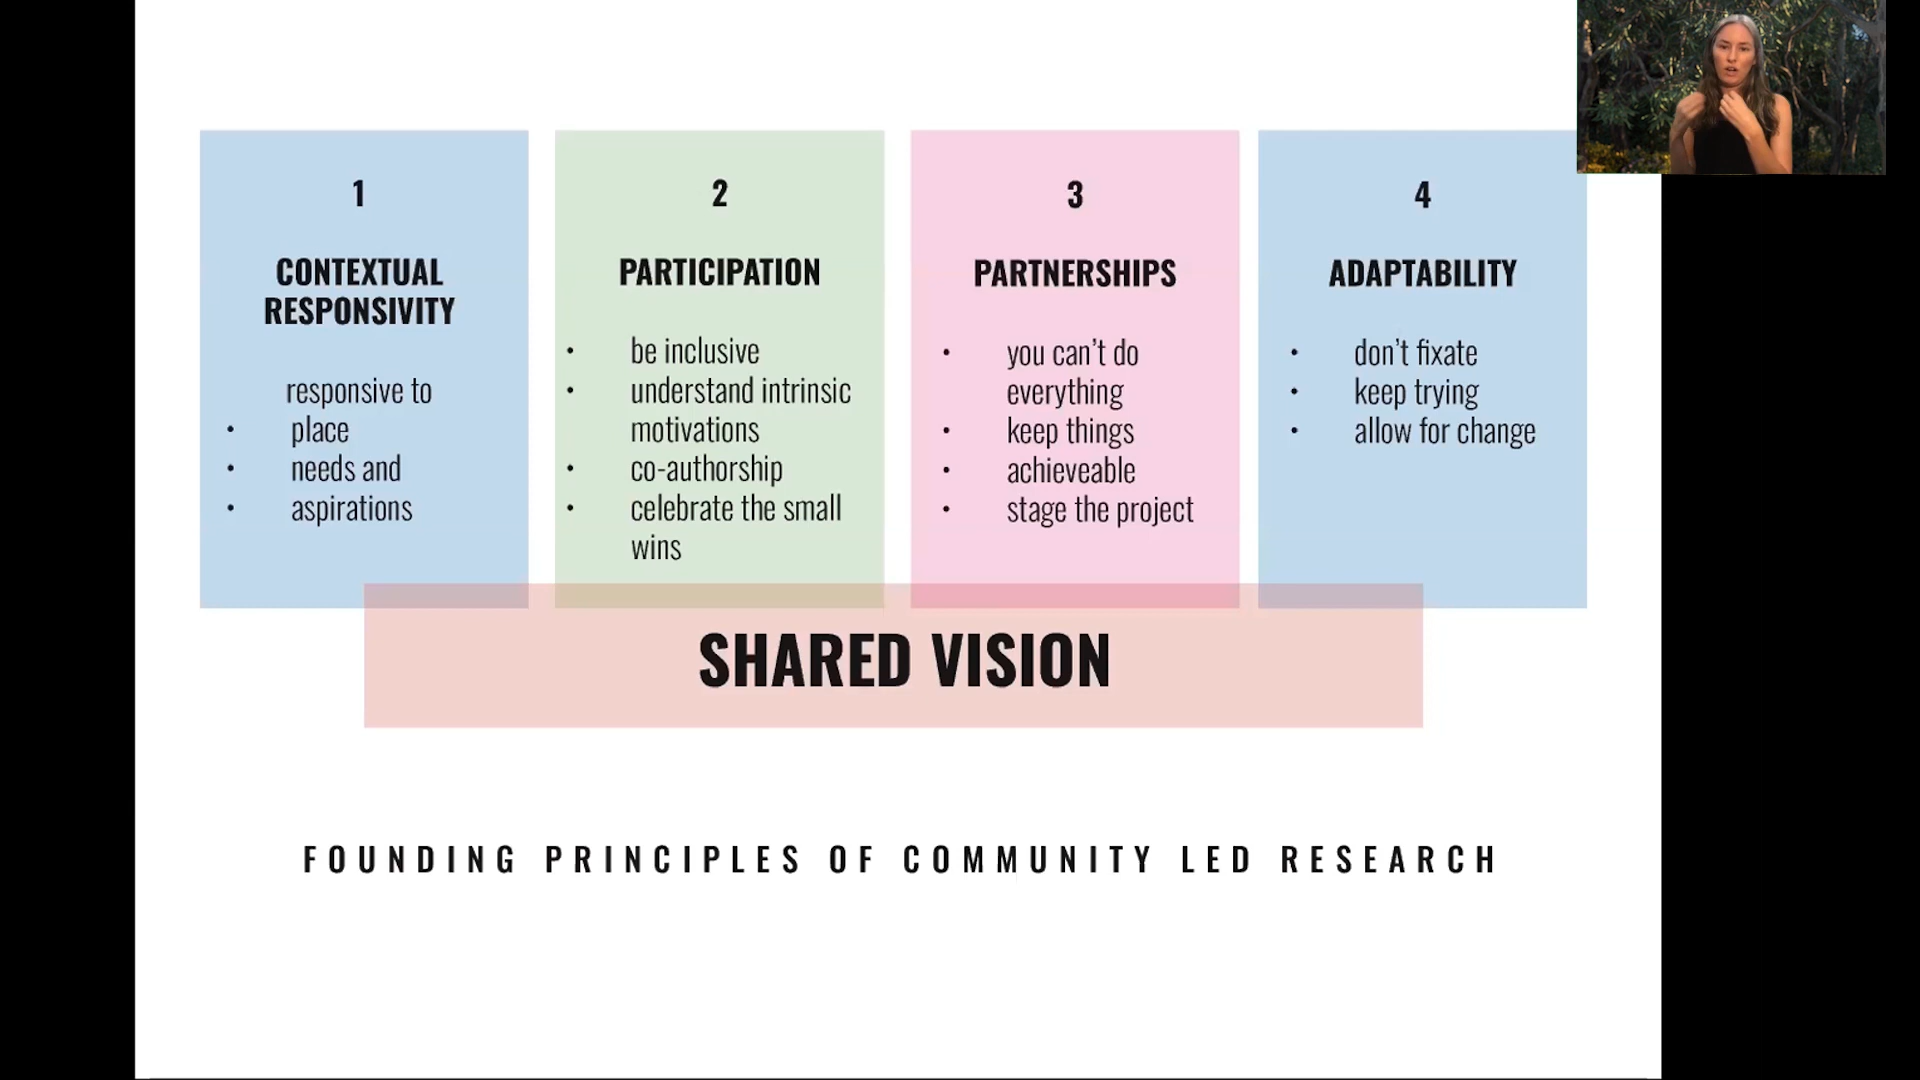 1
CONTEXTUAL
RESPONSIVITY
responsive to
• place
• needs and
• aspirations
2
PARTICIPATION
• be inclusive
• understand intrinsic
motivations
• co-authorship
• celebrate the small
wins
3
PARTNERSHIPS
• you can’t do
everything
• keep things
• achieveable
• stage the project
4
ADAPTABILITY
• don’t fixate
• keep trying
• allow for change
SHARED VISION
FOUNDING PRINCIPLES OF COMMUNITY LED RESEARCH